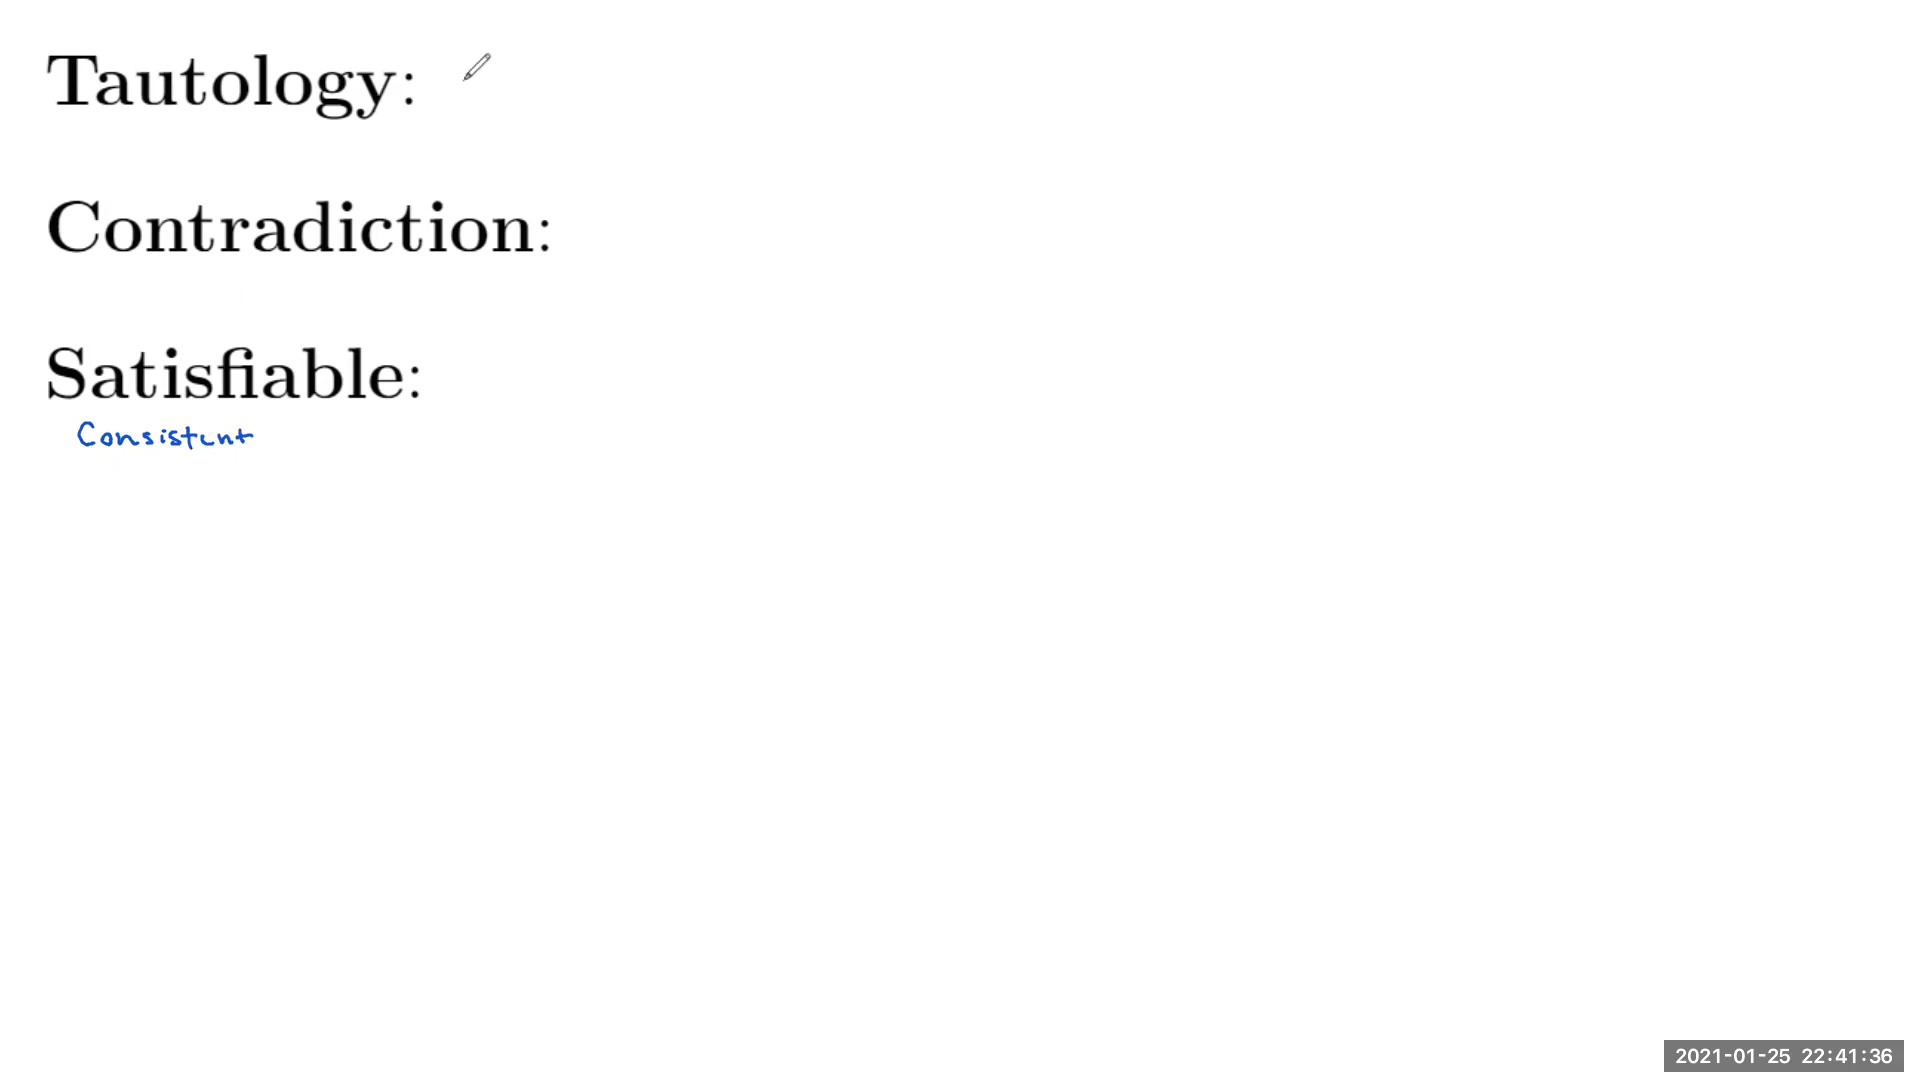 Tautology:
Contradiction:
Satisfiable:
Consistent
2021-01-25 22:41:36